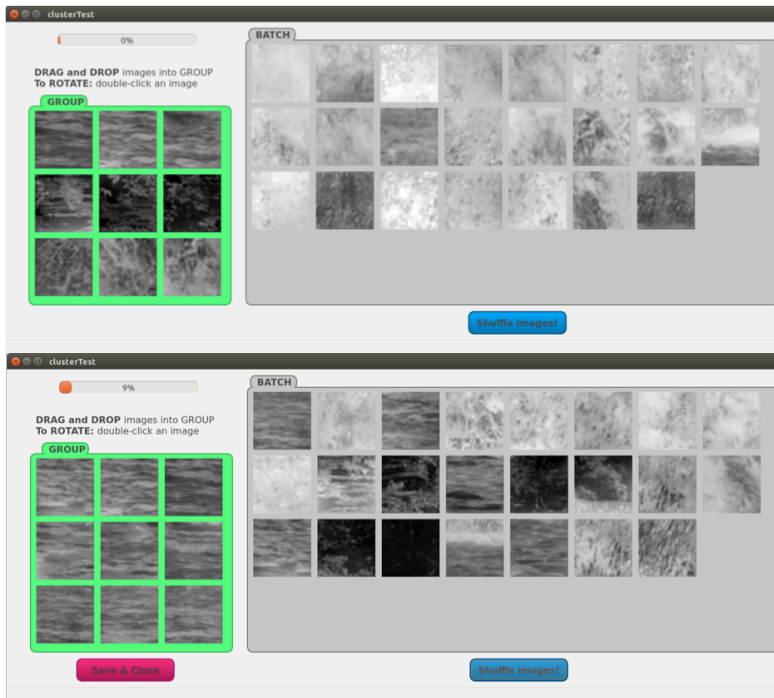 clusterTest
0%
DRAG and DROP images into GROUP
To ROTATE: double-click an image
GROUP
BATCH
Shuffle images!
clusterTest
9%
DRAG and DROP images into GROUP
To ROTATE: double-click an image
GROUP
BATCH
Save & Close
Shuffle images!